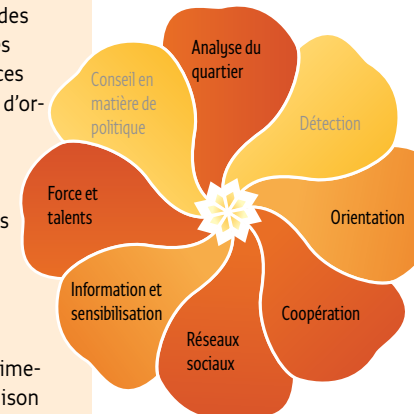 des
es
ces
d'or-
s
ime-
ison
Analyse du
quartier
Détection
Orientation
Coopération
Réseaux
sociaux
Information et
sensibilisation
Force et
talents
Conseil en
matière de
politique